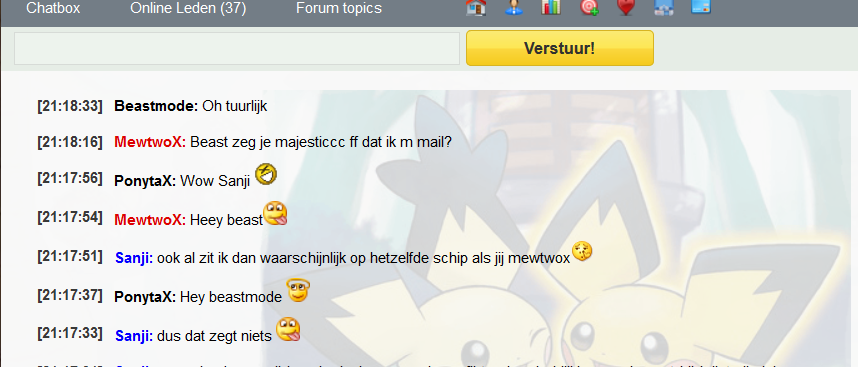 Chatbox Online Leden (37) Forum topics
Verstuur!
[21:18:33] Beastmode: Oh tuurlijk
[21:18:16] MewtwoX: Beast zeg je majesticcc ff dat ik m mail?
[21:17:56] PonytaX: Wow Sanji
[21:17:54] MewtwoX: Heey beast
[21:17:51] Sanji: ook al zit ik dan waarschijnlijk op hetzelfde schip als jij mewtwox
[21:17:37] PonytaX: Hey beastmode
[21:17:33] Sanji: dus dat zegt niets